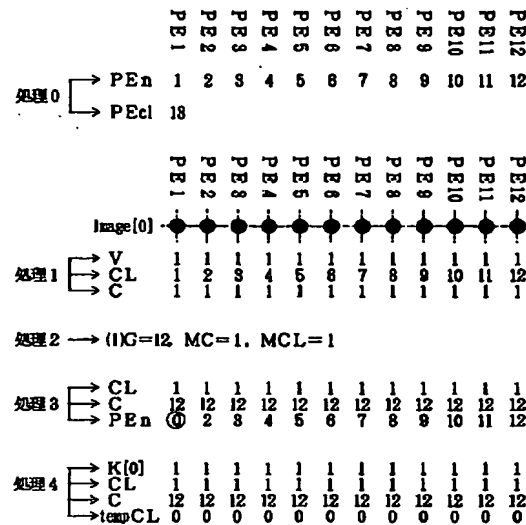 PE1 PE2 PE3 PE4 PE5 PE6 PE7 PE8 PE9 PE10 PE11 PE12
処理0 → PEn 1 2 3 4 5 6 7 8 9 10 11 12
→ PEcl 13
PE1 PE2 PE3 PE4 PE5 PE6 PE7 PE8 PE9 PE10 PE11 PE12
Image[0]
→ V 1 1 1 1 1 1 1 1 1 1 1 1
処理1 → CL 1 2 3 4 5 6 7 8 9 10 11 12
→ C 1 1 1 1 1 1 1 1 1 1 1 1
処理2 → (1)G=12, MC=1, MCL=1
→ CL 1 1 1 1 1 1 1 1 1 1 1 1
処理3 → C 12 12 12 12 12 12 12 12 12 12 12 12
→ PEn 0 2 3 4 5 6 7 8 9 10 11 12
→ K[0] 1 1 1 1 1 1 1 1 1 1 1 1
処理4 → CL 1 1 1 1 1 1 1 1 1 1 1 1
→ C 12 12 12 12 12 12 12 12 12 12 12 12
→ tempCL 0 0 0 0 0 0 0 0 0 0 0 0